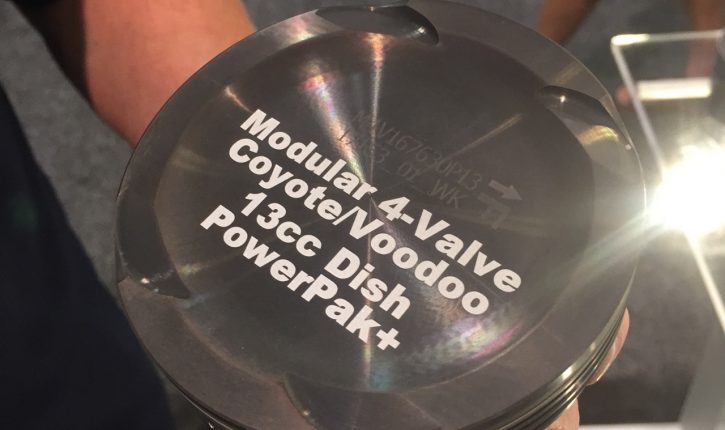 Modular 4-Valve
Coyote/Voodoo
13cc Dish
PowerPak+